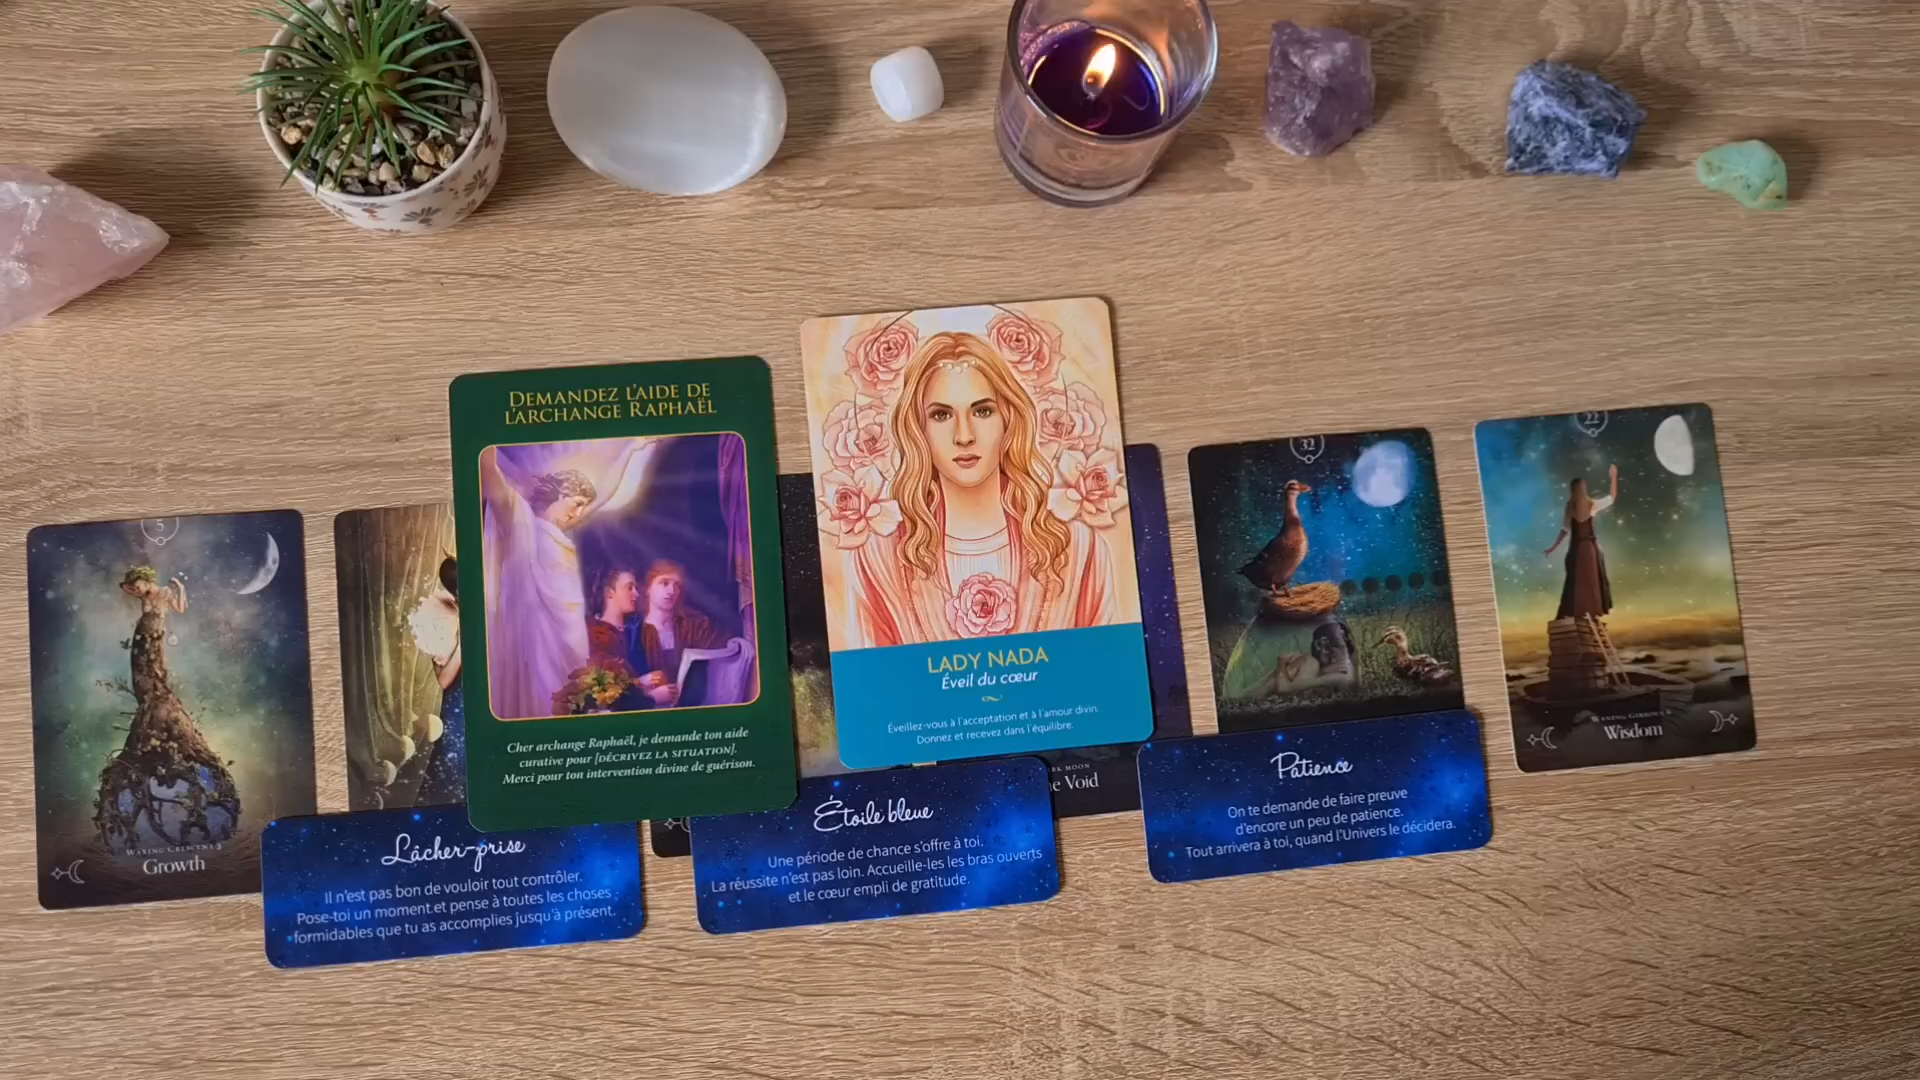 5
WAXING CRESCENT
Growth
Lâcher-prise
Il n'est pas bon de vouloir tout contrôler.
Pose-toi un moment et pense à toutes les choses
formidables que tu as accomplies jusqu'à présent.
DEMANDEZ L'AIDE DE
L'ARCHANGE RAPHAËL
Cher archange Raphaël, je demande ton aide
curative pour [DÉCRIVEZ LA SITUATION].
Merci pour ton intervention divine de guérison.
LADY NADA
Éveil du cœur
Éveillez-vous à l'acceptation et à l'amour divin.
Donnez et recevez dans l'équilibre.
Étoile bleue
Une période de chance s'offre à toi.
La réussite n'est pas loin. Accueille-les les bras ouverts
et le cœur empli de gratitude.
MOON
Void
32
Patience
On te demande de faire preuve
d'encore un peu de patience.
Tout arrivera à toi, quand l'Univers le décidera.
22
WAXING GIBBOUS
Wisdom